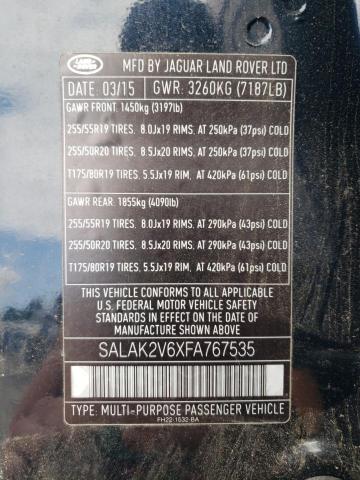 LAND ROVER
MFD BY JAGUAR LAND ROVER LTD
DATE: 03/15 GWR: 3260KG (7187LB)
GAWR FRONT: 1450kg (3197lb)
255/55R19 TIRES, 8.0Jx19 RIMS, AT 250kPa (37psi) COLD
255/50R20 TIRES, 8.5Jx20 RIMS, AT 250kPa (37psi) COLD
T175/80R19 TIRES, 5.5Jx19 RIM, AT 420kPa (61psi) COLD
GAWR REAR: 1855kg (4090lb)
255/55R19 TIRES, 8.0Jx19 RIMS, AT 290kPa (43psi) COLD
255/50R20 TIRES, 8.5Jx20 RIMS, AT 290kPa (43psi) COLD
T175/80R19 TIRES, 5.5Jx19 RIM, AT 420kPa (61psi) COLD
THIS VEHICLE CONFORMS TO ALL APPLICABLE
U.S. FEDERAL MOTOR VEHICLE SAFETY
STANDARDS IN EFFECT ON THE DATE OF
MANUFACTURE SHOWN ABOVE
SALAK2V6XFA767535
TYPE: MULTI-PURPOSE PASSENGER VEHICLE
FH22-1532-BA